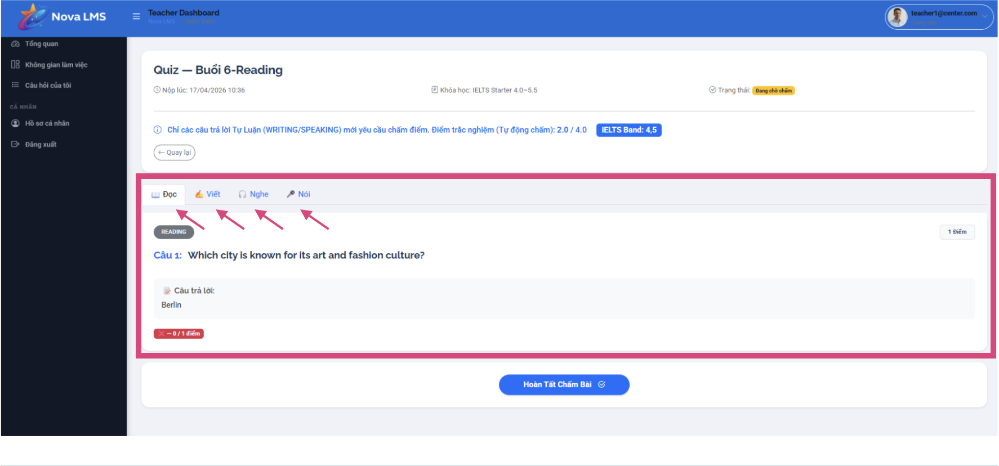 Nova LMS
Teacher Dashboard
Nova LMS
Chấm Điểm
teacher1@center.com
Tổng quan
Không gian làm việc
Câu hỏi của tôi
CÁ NHÂN
Hồ sơ cá nhân
Đăng xuất
Quiz — Buổi 6-Reading
Nộp lúc: 17/04/2026 10:36
Khóa học: IELTS Starter 4.0–5.5
Trạng thái: Đang chờ chấm
Chỉ các câu trả lời Tự Luận (WRITING/SPEAKING) mới yêu cầu chấm điểm. Điểm trắc nghiệm (Tự động chấm): 2.0 / 4.0 IELTS Band: 4,5
← Quay lại
Đọc
Viết
Nghe
Nói
READING
1 Điểm
Câu 1: Which city is known for its art and fashion culture?
Câu trả lời:
Berlin
— 0 / 1 điểm
Hoàn Tất Chấm Bài